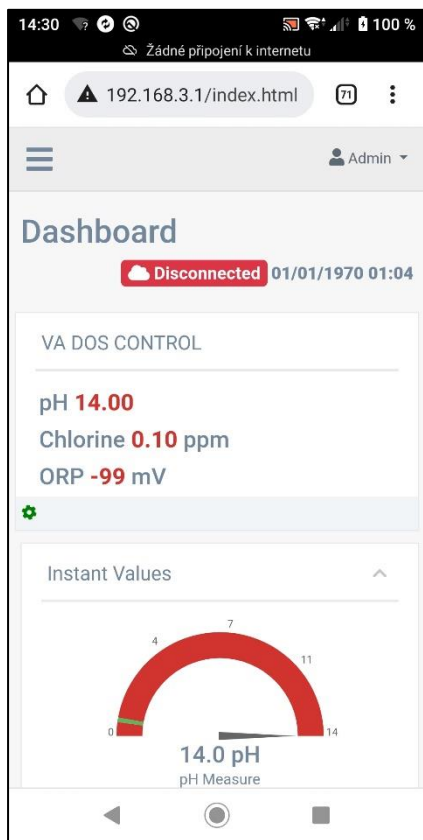 14:30 100 %
Žádné připojení k internetu
192.168.3.1/index.html 71
Admin
Dashboard
Disconnected 01/01/1970 01:04
VA DOS CONTROL
pH 14.00
Chlorine 0.10 ppm
ORP -99 mV
Instant Values
7
4
11
0
14
14.0 pH
pH Measure